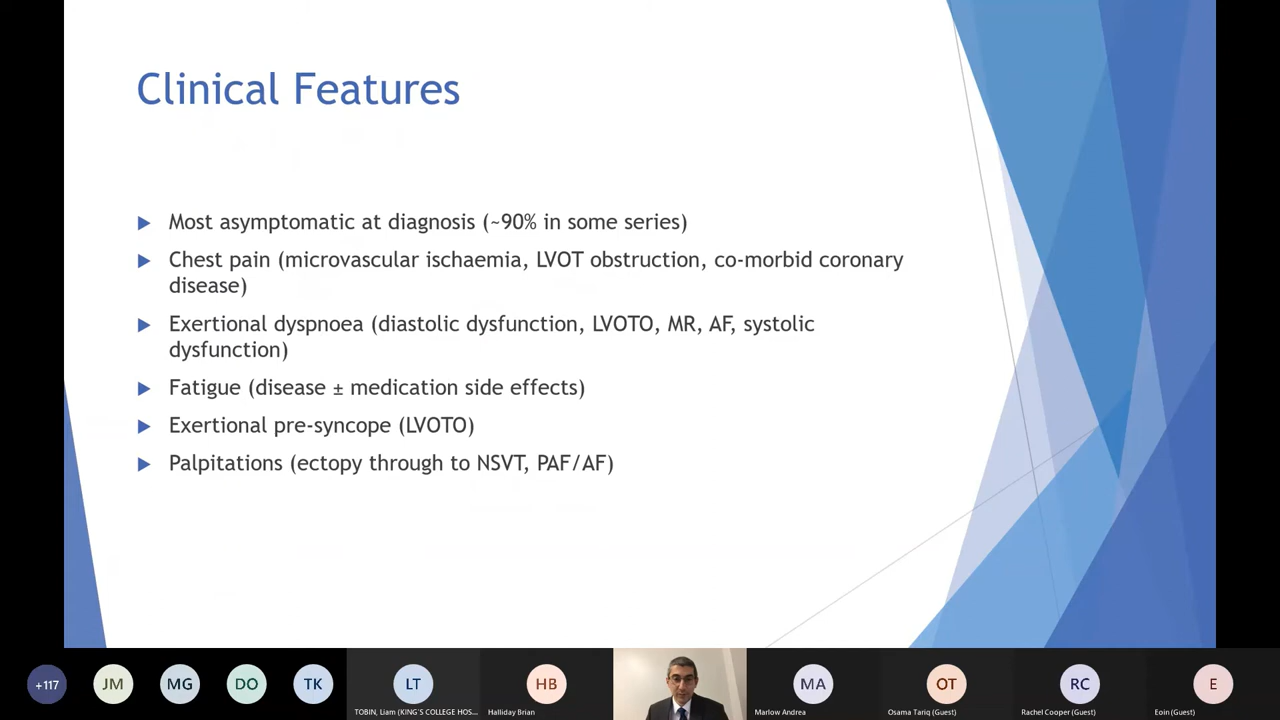 Clinical Features
Most asymptomatic at diagnosis (~90% in some series)
Chest pain (microvascular ischaemia, LVOT obstruction, co-morbid coronary
disease)
Exertional dyspnoea (diastolic dysfunction, LVOTO, MR, AF, systolic
dysfunction)
Fatigue (disease ± medication side effects)
Exertional pre-syncope (LVOTO)
Palpitations (ectopy through to NSVT, PAF/AF)
+117
JM
MG
DO
TK
LT
HB
MA
OT
RC
E
TOBIN, Liam (KING'S COLLEGE HOS...
Halliday Brian
Marlow Andrea
Osama Tariq (Guest)
Rachel Cooper (Guest)
Eoin (Guest)